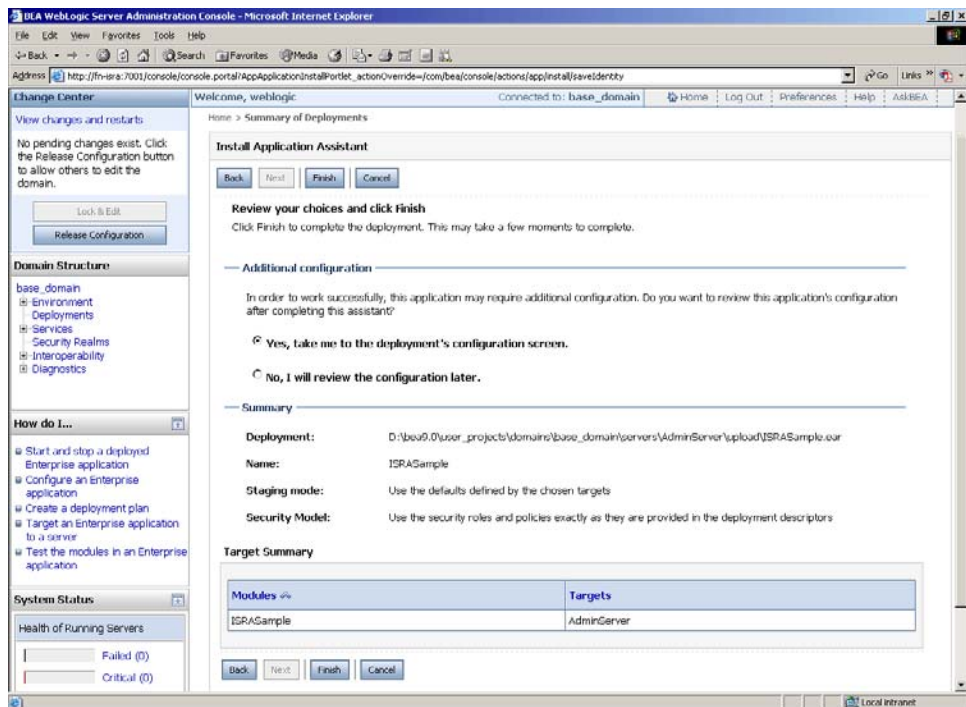 BEA WebLogic Server Administration Console - Microsoft Internet Explorer
File Edit View Favorites Tools Help
Back Search Favorites Media
Address http://fn-isra:7001/console/console.portal?AppApplicationInstallPortlet_actionOverride=/com/bea/console/actions/app/install/saveIdentity Go Links »
Change Center
View changes and restarts
No pending changes exist. Click
the Release Configuration button
to allow others to edit the
domain.
Lock & Edit
Release Configuration
Domain Structure
base_domain
Environment
Deployments
Services
Security Realms
Interoperability
Diagnostics
How do I...
Start and stop a deployed
Enterprise application
Configure an Enterprise
application
Create a deployment plan
Target an Enterprise application
to a server
Test the modules in an Enterprise
application
System Status
Health of Running Servers
Failed (0)
Critical (0)
Welcome, weblogic Connected to: base_domain Home Log Out Preferences Help AskBEA
Home > Summary of Deployments
Install Application Assistant
Back Next Finish Cancel
Review your choices and click Finish
Click Finish to complete the deployment. This may take a few moments to complete.
Additional configuration
In order to work successfully, this application may require additional configuration. Do you want to review this application's configuration
after completing this assistant?
Yes, take me to the deployment's configuration screen.
No, I will review the configuration later.
Summary
Deployment: D:\bea9.0\user_projects\domains\base_domain\servers\AdminServer\upload\ISRASample.ear
Name: ISRASample
Staging mode: Use the defaults defined by the chosen targets
Security Model: Use the security roles and policies exactly as they are provided in the deployment descriptors
Target Summary
Modules Targets
ISRASample AdminServer
Back Next Finish Cancel
Local intranet